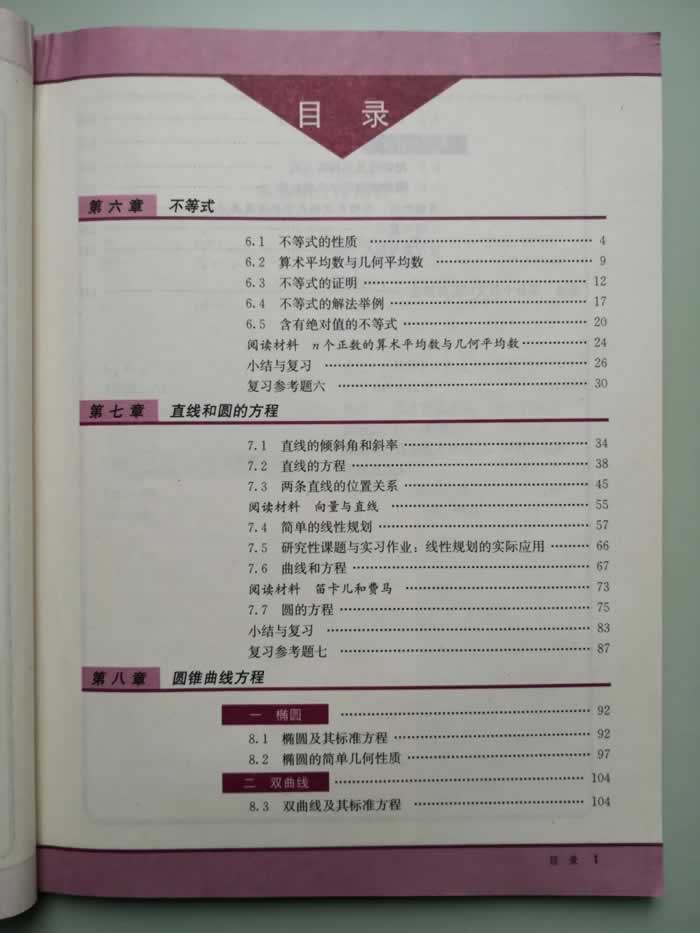 目 录
第六章 不等式
6.1 不等式的性质 …… 4
6.2 算术平均数与几何平均数 …… 9
6.3 不等式的证明 …… 12
6.4 不等式的解法举例 …… 17
6.5 含有绝对值的不等式 …… 20
阅读材料 n个正数的算术平均数与几何平均数 …… 24
小结与复习 …… 26
复习参考题六 …… 30
第七章 直线和圆的方程
7.1 直线的倾斜角和斜率 …… 34
7.2 直线的方程 …… 38
7.3 两条直线的位置关系 …… 45
阅读材料 向量与直线 …… 55
7.4 简单的线性规划 …… 57
7.5 研究性课题与实习作业：线性规划的实际应用 …… 66
7.6 曲线和方程 …… 67
阅读材料 笛卡儿和费马 …… 73
7.7 圆的方程 …… 75
小结与复习 …… 83
复习参考题七 …… 87
第八章 圆锥曲线方程
一 椭圆 …… 92
8.1 椭圆及其标准方程 …… 92
8.2 椭圆的简单几何性质 …… 97
二 双曲线 …… 104
8.3 双曲线及其标准方程 …… 104
目 录 1